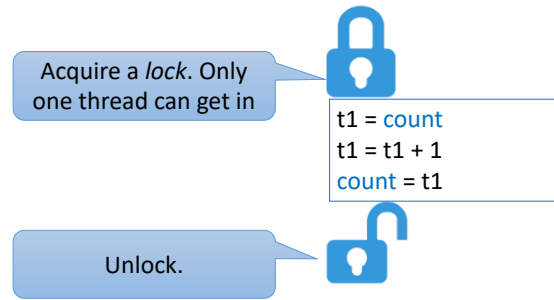 Acquire a lock. Only
one thread can get in
t1 = count
t1 = t1 + 1
count = t1
Unlock.